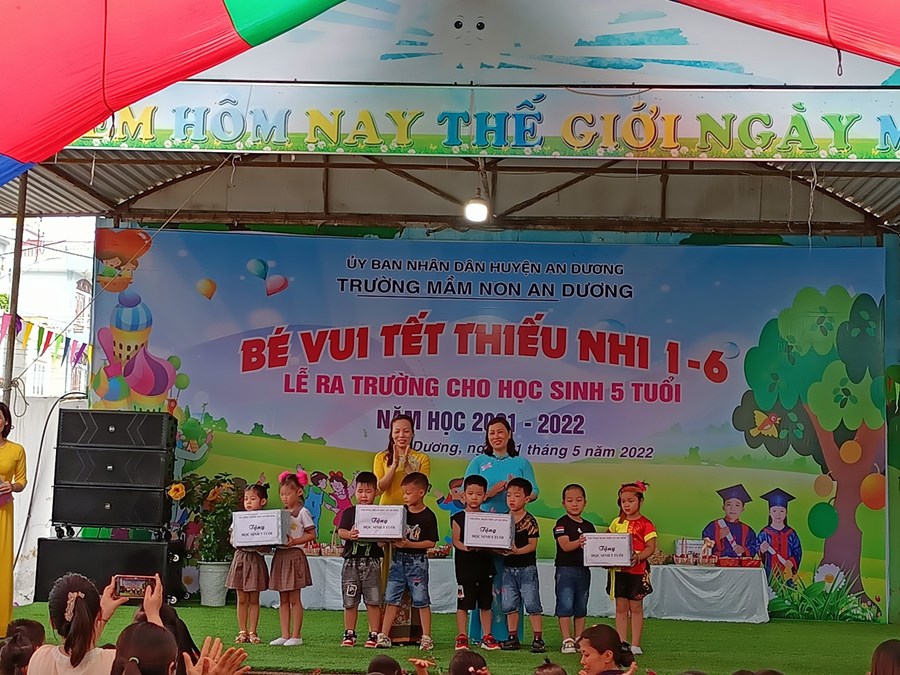 EM HÔM NAY THẾ GIỚI NGÀY M
ỦY BAN NHÂN DÂN HUYỆN AN DƯƠNG
TRƯỜNG MẦM NON AN DƯƠNG
BÉ VUI TẾT THIẾU NHI 1-6
LỄ RA TRƯỜNG CHO HỌC SINH 5 TUỔI
NĂM HỌC 2021 - 2022
Dương, 1 tháng 5 năm 2022
Tặng
HỌC SINH 5 TUỔI
Tặng
HỌC SINH 5 TUỔI
Tặng
HỌC SINH 5 TUỔI
Tặng
HỌC SINH 5 TUỔI